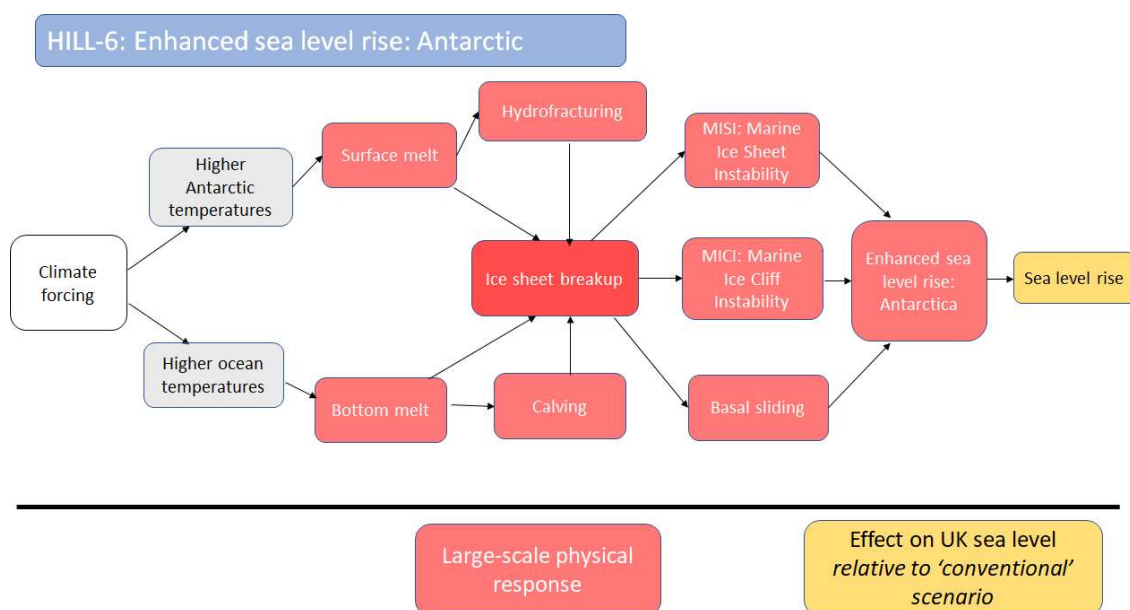 HILL-6: Enhanced sea level rise: Antarctic
Hydrofracturing
MISI: Marine
Ice Sheet
Instability
Surface melt
Higher
Antarctic
temperatures
Climate
forcing
Ice sheet breakup
MICI: Marine
Ice Cliff
Instability
Enhanced sea
level rise:
Antarctica
Sea level rise
Higher ocean
temperatures
Bottom melt
Calving
Basal sliding
Large-scale physical
response
Effect on UK sea level
relative to ‘conventional’
scenario